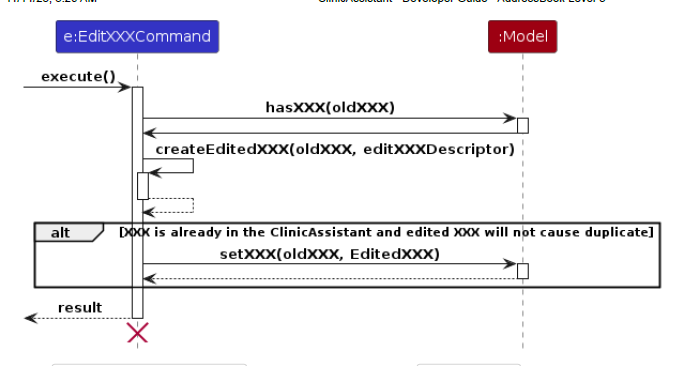 ClinicAssistant - Developer Guide - AddressBook Level 3
e:EditXXXCommand
:Model
execute()
hasXXX(oldXXX)
createEditedXXX(oldXXX, editXXXDescriptor)
alt
[XXX is already in the ClinicAssistant and edited XXX will not cause duplicate]
setXXX(oldXXX, EditedXXX)
result